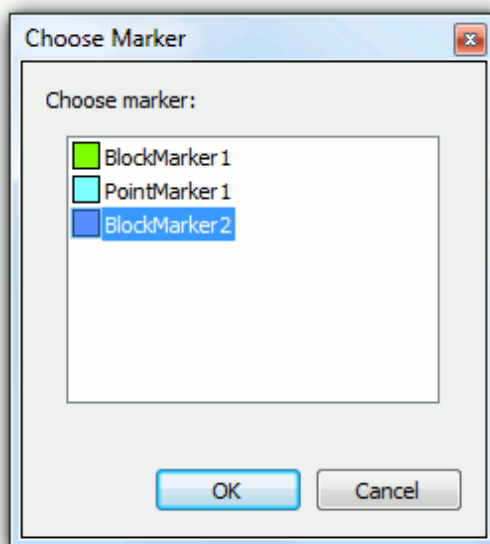 Choose Marker
Choose marker:
BlockMarker1
PointMarker1
BlockMarker2
OK
Cancel